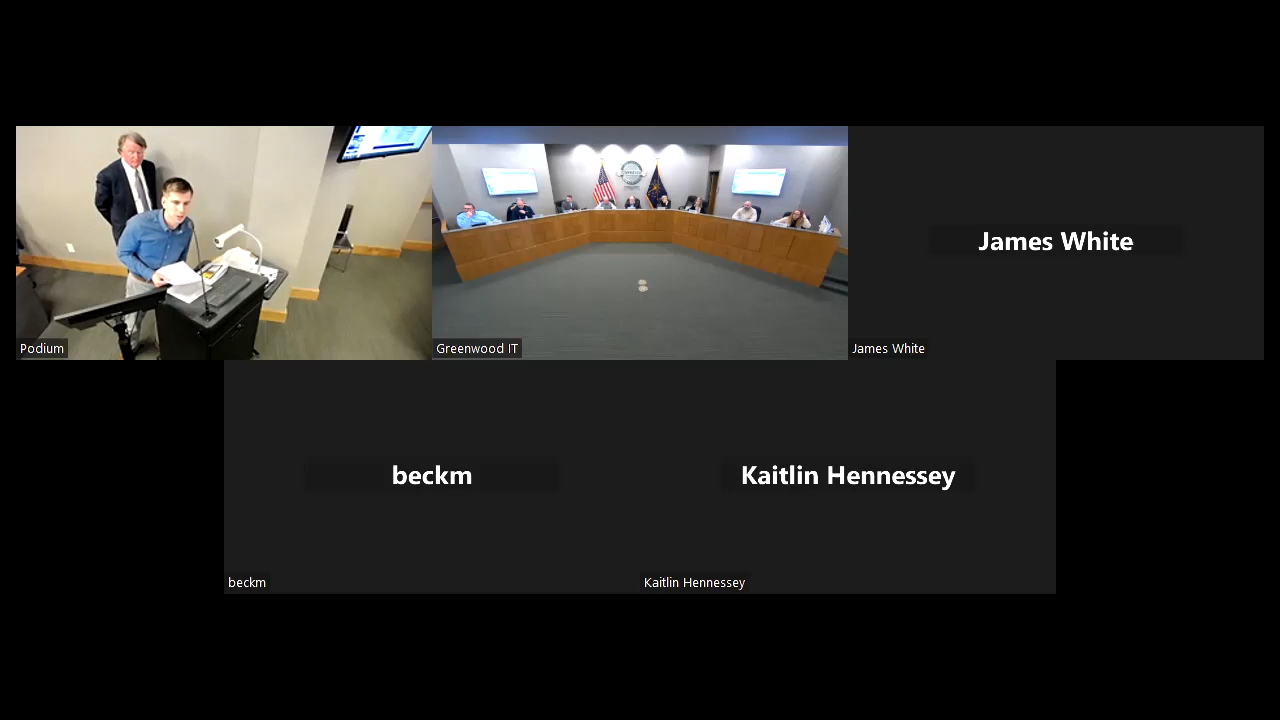 Podium
Greenwood IT
James White
James White
beckm
Kaitlin Hennessey
beckm
Kaitlin Hennessey